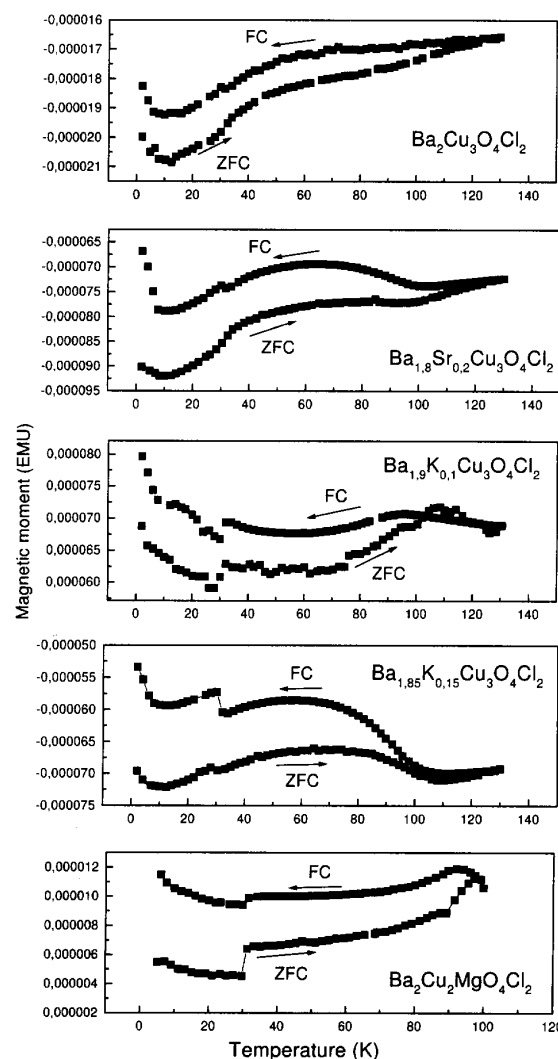 -0,000016
-0,000018
-0,000019
-0,000020
-0,000021
FC
ZFC
Ba2Cu3O4Cl2
0 20 40 60 80 100 120 140
-0,000065
-0,000070
-0,000075
-0,000080
-0,000090
-0,000095
FC
ZFC
Ba1,8Sr0,2Cu3O4Cl2
0 20 40 60 80 100 120 140
Magnetic moment (EMU)
0,000080
0,000070
0,000065
0,000060
Ba1,9K0,1Cu3O4Cl2
FC
ZFC
0 20 40 60 80 100 120 140
-0,000050
-0,000055
-0,000060
-0,000065
-0,000070
-0,000075
Ba1,85K0,15Cu3O4Cl2
FC
ZFC
0 20 40 60 80 100 120 140
0,000012
0,000010
0,000008
0,000006
0,000004
0,000002
FC
ZFC
Ba2Cu2MgO4Cl2
0 20 40 60 80 100 120
Temperature (K)